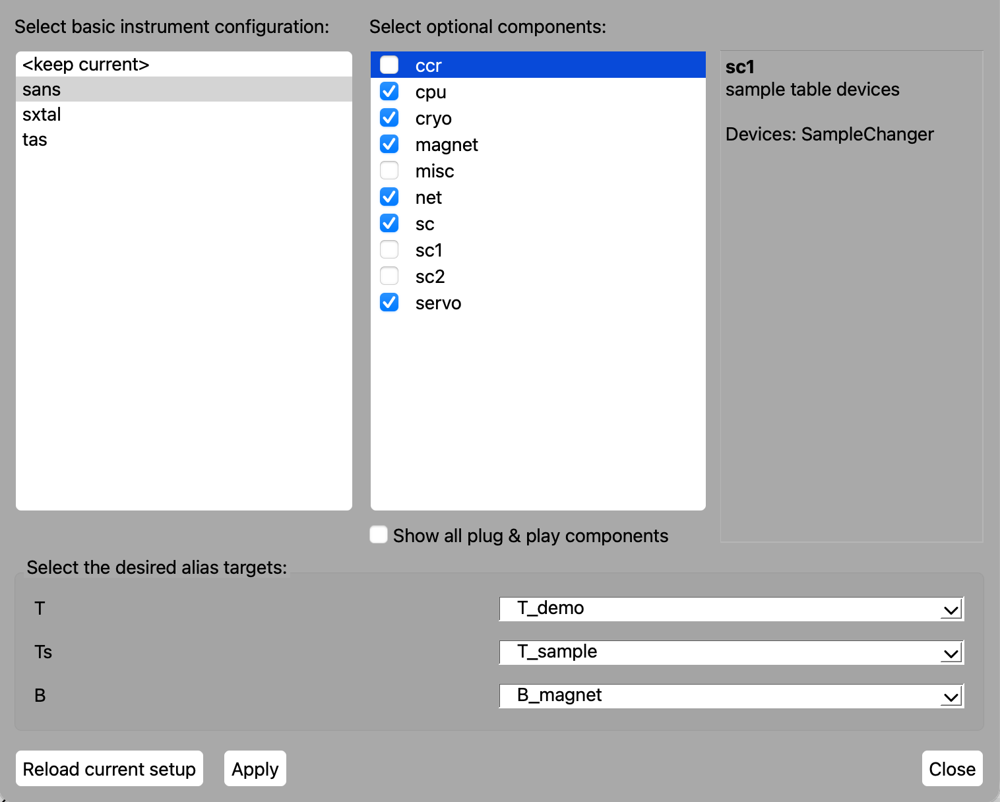 Select basic instrument configuration:
<keep current>
sans
sxtal
tas
Select optional components:
ccr
cpu
cryo
magnet
misc
net
sc
sc1
sc2
servo
Show all plug & play components
sc1
sample table devices
Devices: SampleChanger
Select the desired alias targets:
T T_demo
Ts T_sample
B B_magnet
Reload current setup Apply Close